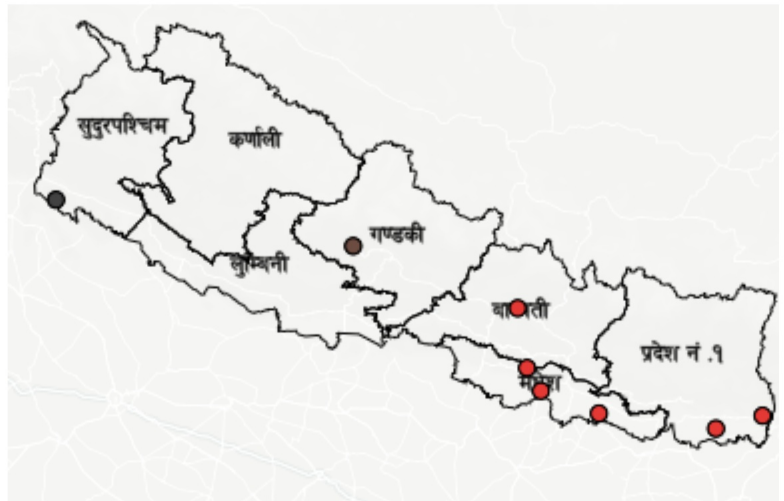 सुदुरपश्चिम
कर्णाली
गण्डकी
लुम्बिनी
प्रदेश नं .१